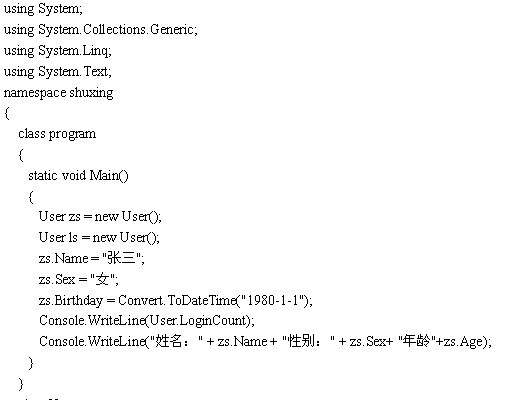 using System;
using System.Collections.Generic;
using System.Linq;
using System.Text;
namespace shuxing
{
class program
{
static void Main()
{
User zs = new User();
User ls = new User();
zs.Name = "张三";
zs.Sex = "女";
zs.Birthday = Convert.ToDateTime("1980-1-1");
Console.WriteLine(User.LoginCount);
Console.WriteLine("姓名：" + zs.Name + "性别：" + zs.Sex+ "年龄"+zs.Age);
}
}